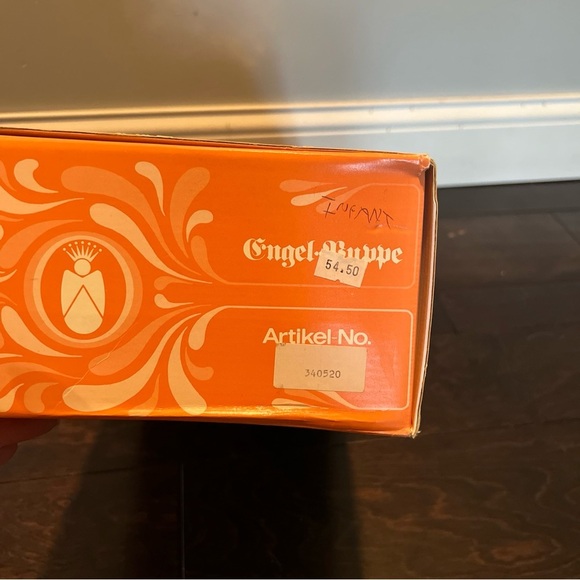 INFANT
Engel-Puppe
54.50
Artikel-No.
340520